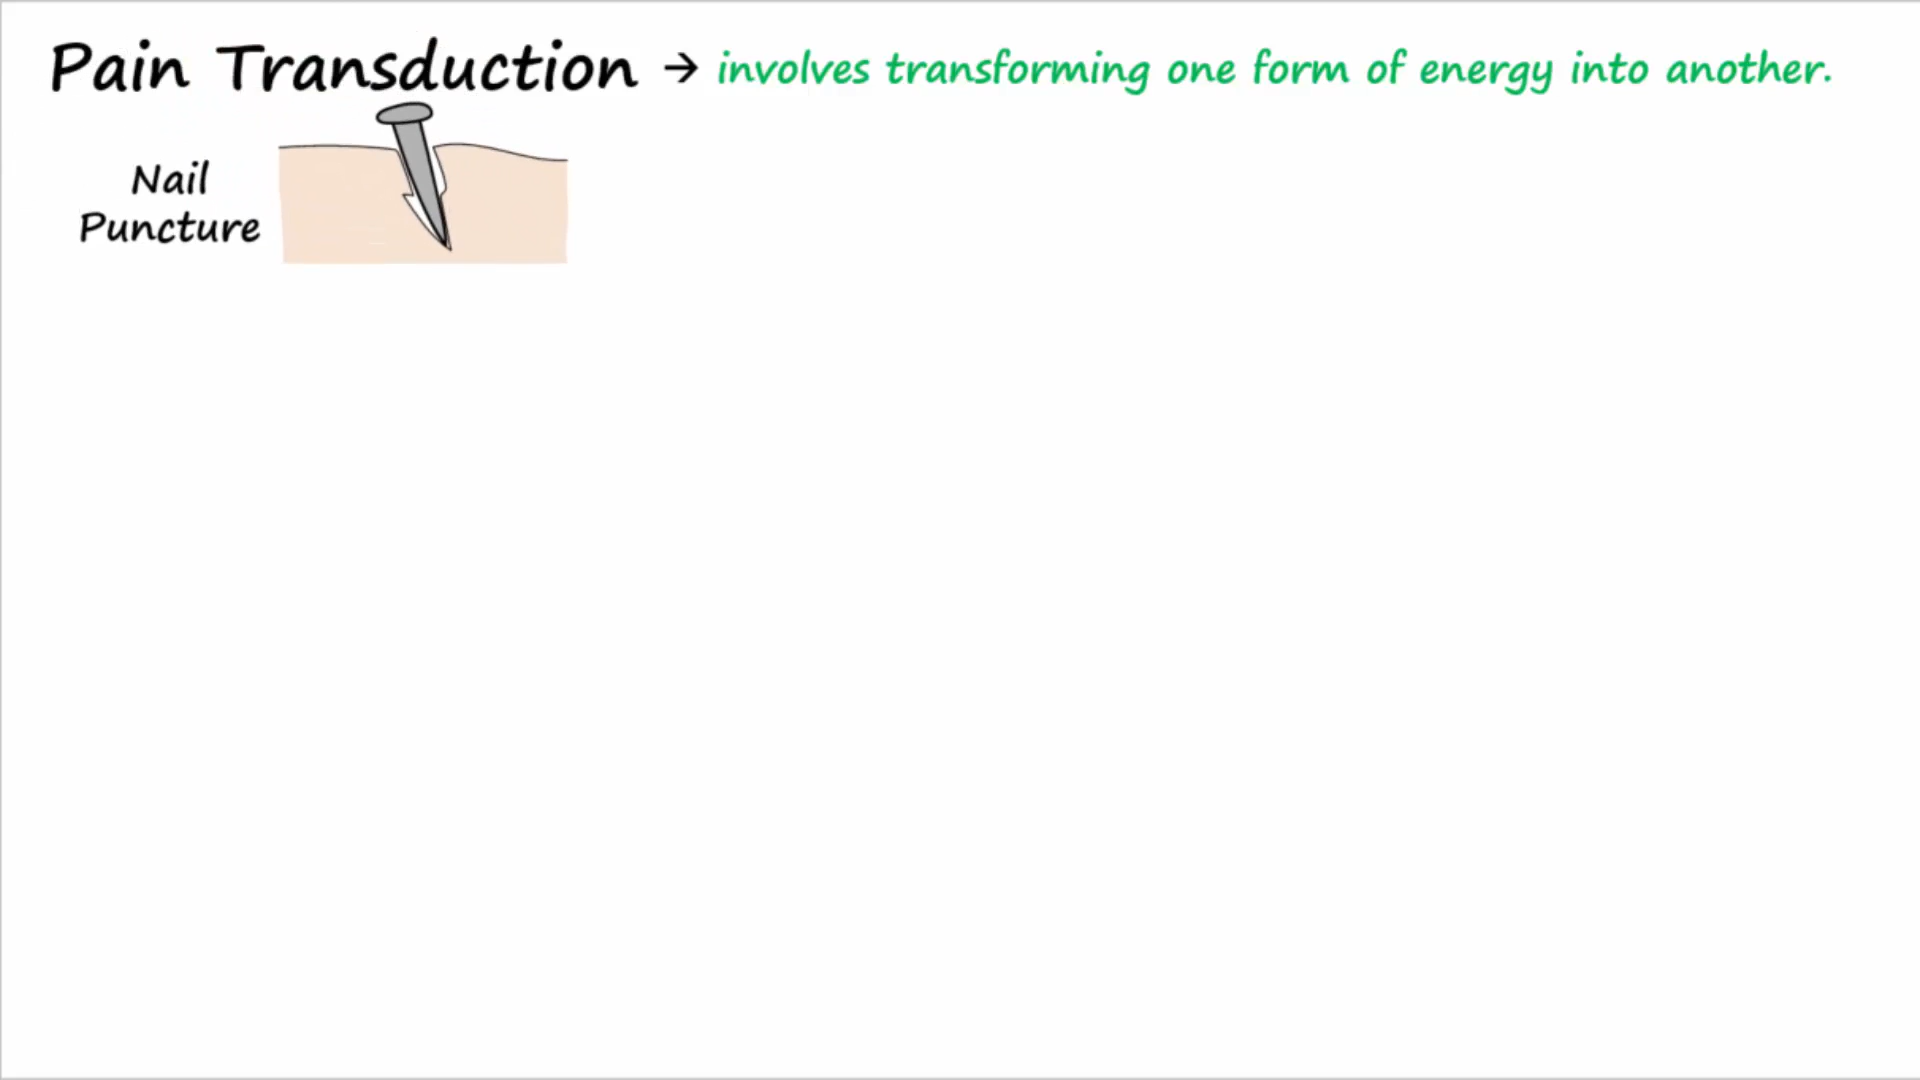 Pain Transduction → involves transforming one form of energy into another.
Nail
Puncture